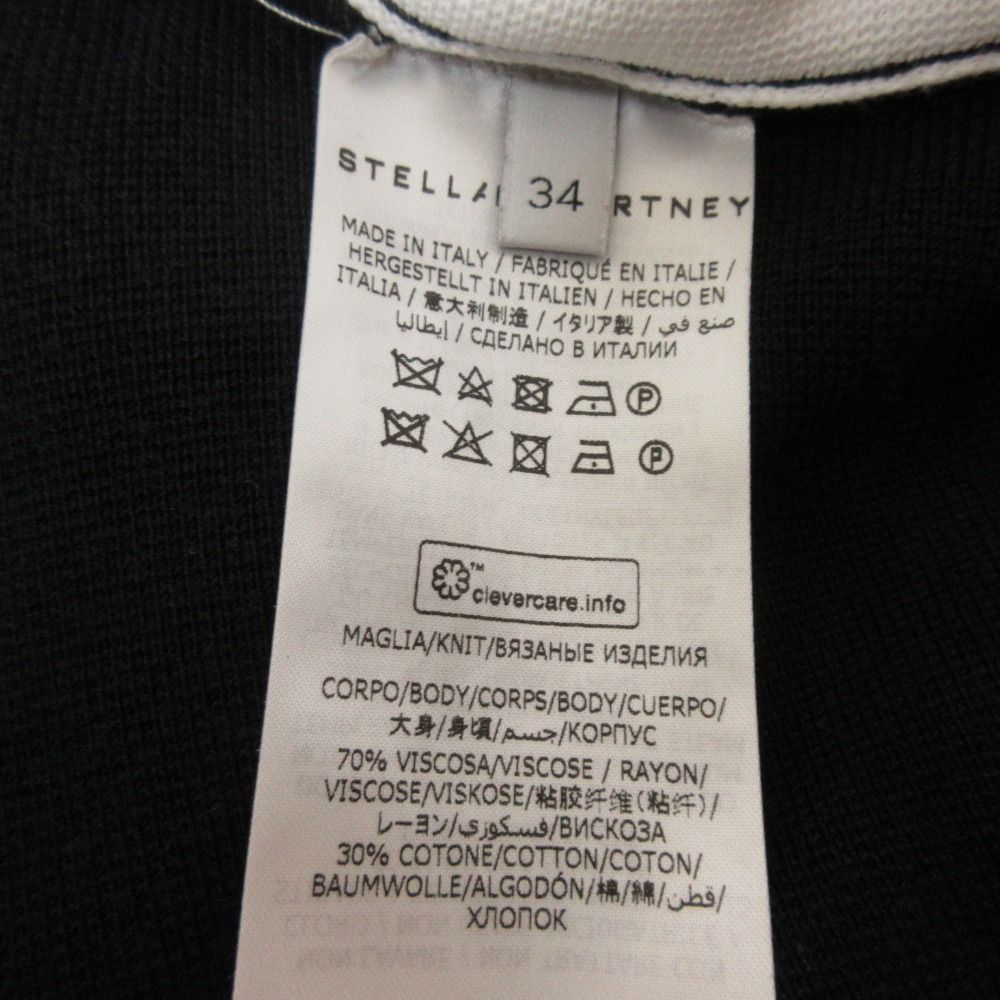 STELLA
34
RTNEY
MADE IN ITALY / FABRIQUÉ EN ITALIE /
HERGESTELLT IN ITALIEN / HECHO EN
ITALIA / 意大利制造 / イタリア製 / صنع في
إيطاليا / СДЕЛАНО В ИТАЛИИ
P
P
™
clevercare.info
MAGLIA/KNIT/ВЯЗАНЫЕ ИЗДЕЛИЯ
CORPO/BODY/CORPS/BODY/CUERPO/
大身/身頃/جسم/КОРПУС
70% VISCOSA/VISCOSE / RAYON/
VISCOSE/VISKOSE/粘胶纤维(粘纤)/
レーヨン/فسكوزي/ВИСКОЗА
30% COTONE/COTTON/COTON/
BAUMWOLLE/ALGODÓN/棉/綿/قطن/
ХЛОПОК